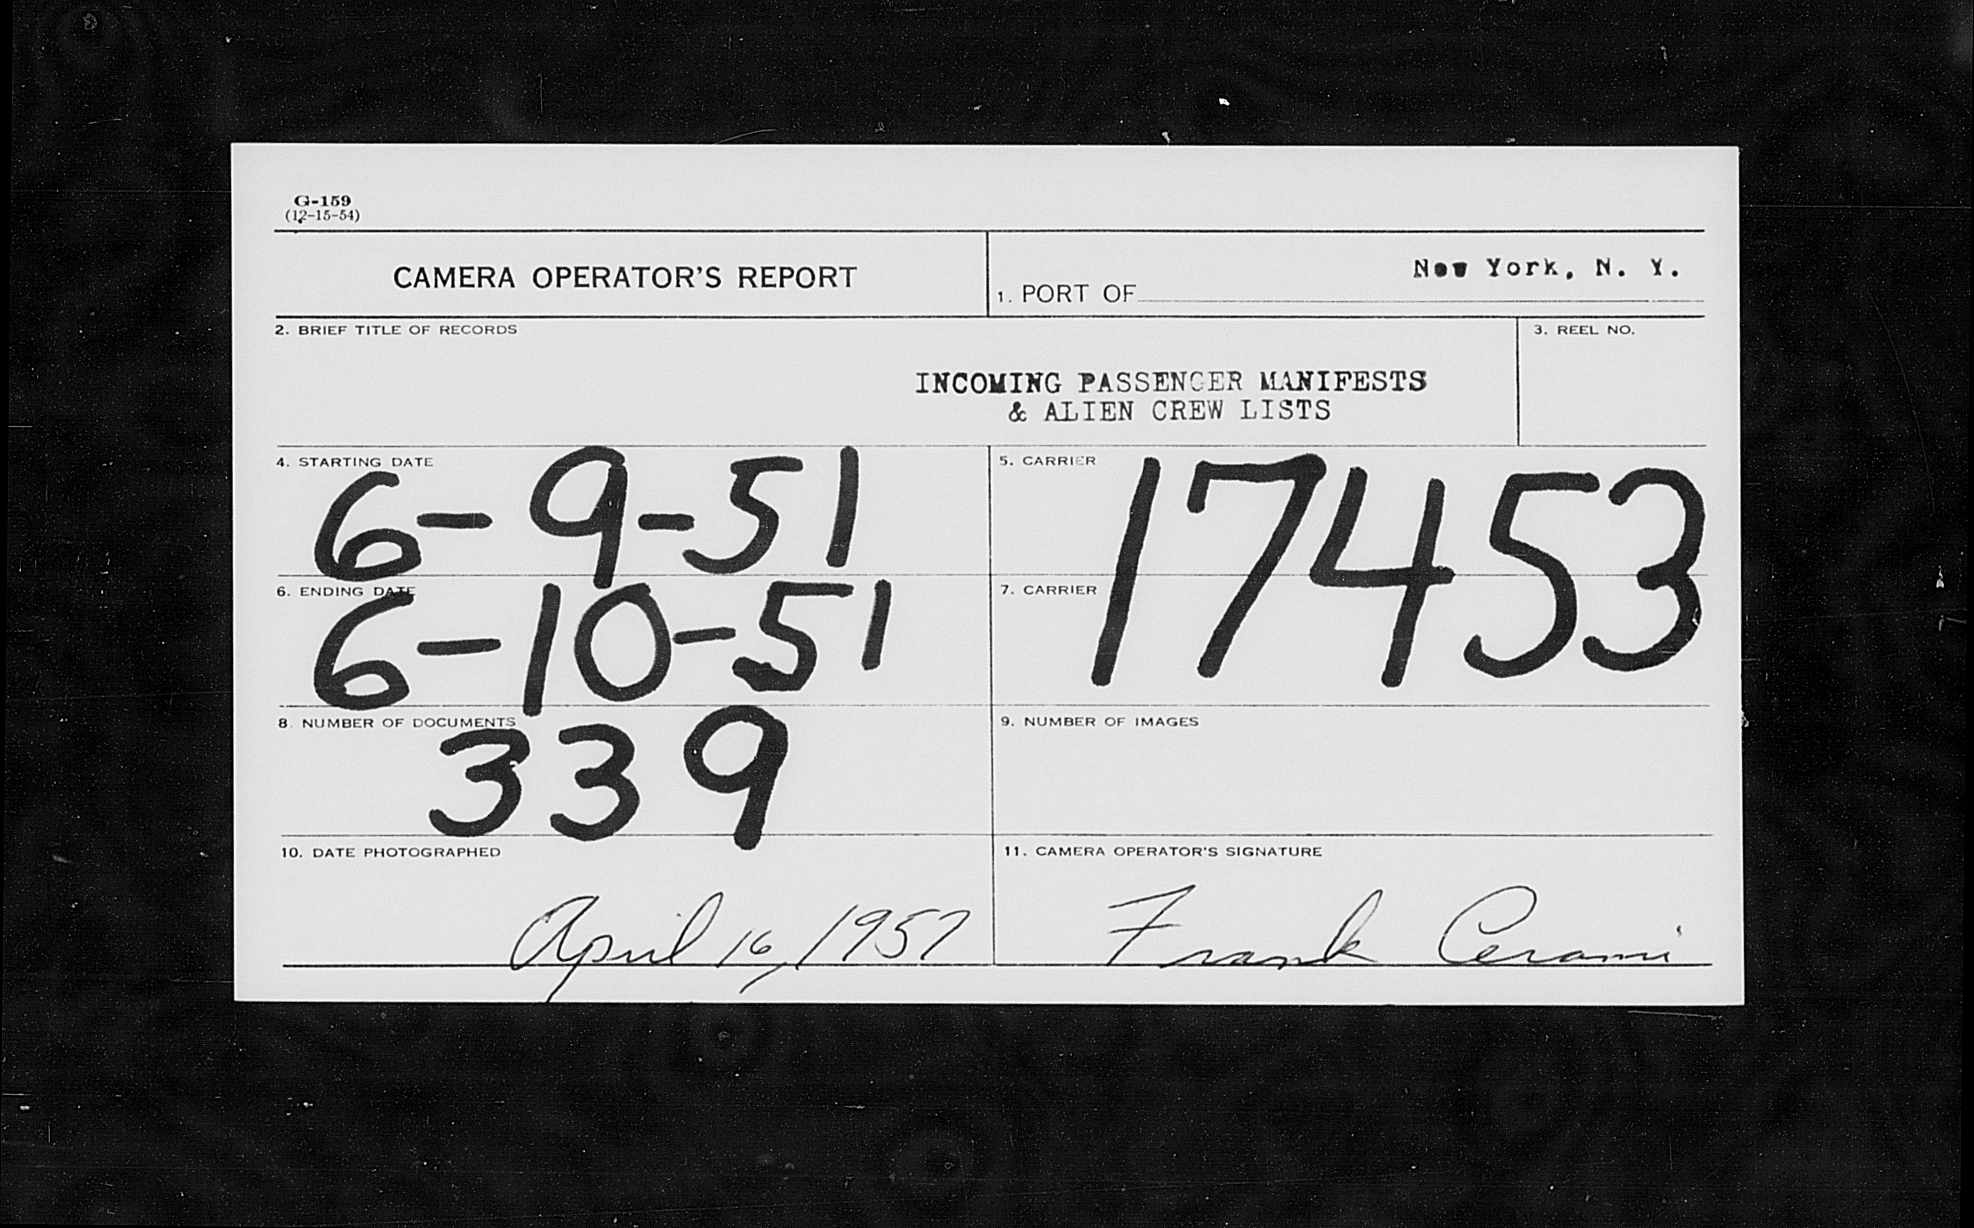 G-159
(12-15-54)
CAMERA OPERATOR'S REPORT
1. PORT OF New York, N. Y.
2. BRIEF TITLE OF RECORDS
3. REEL NO.
INCOMING PASSENGER MANIFESTS
& ALIEN CREW LISTS
4. STARTING DATE
6-9-51
5. CARRIER
17453
6. ENDING DATE
6-10-51
7. CARRIER
8. NUMBER OF DOCUMENTS
339
9. NUMBER OF IMAGES
10. DATE PHOTOGRAPHED
April 16, 1957
11. CAMERA OPERATOR'S SIGNATURE
Frank Cerami